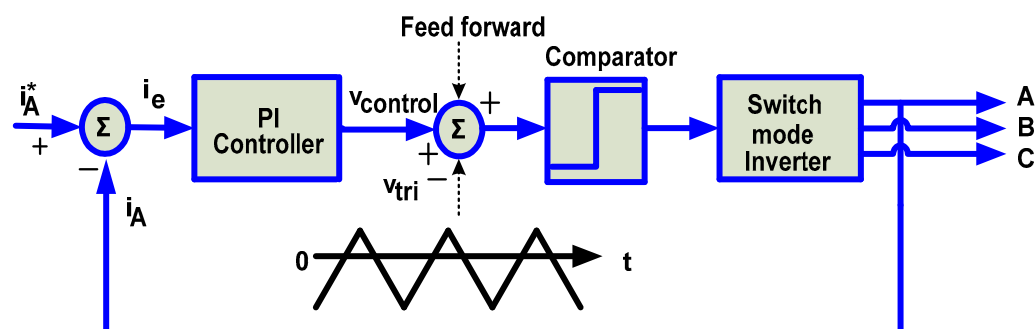 Feed forward
Comparator
i*A
+
−
Σ
ie
PI
Controller
vcontrol
+
+
−
Σ
vtri
Switch
mode
Inverter
A
B
C
iA
0
t